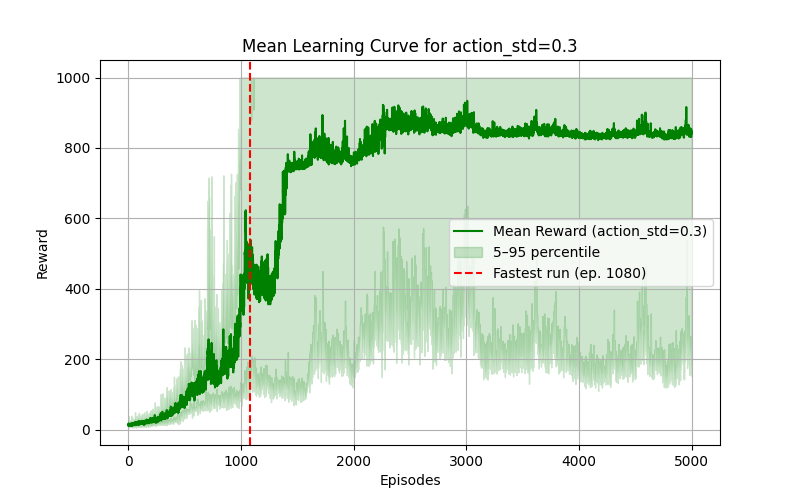 Mean Learning Curve for action_std=0.3
Reward
1000
800
600
400
200
0
Mean Reward (action_std=0.3)
5–95 percentile
Fastest run (ep. 1080)
0
1000
2000
3000
4000
5000
Episodes